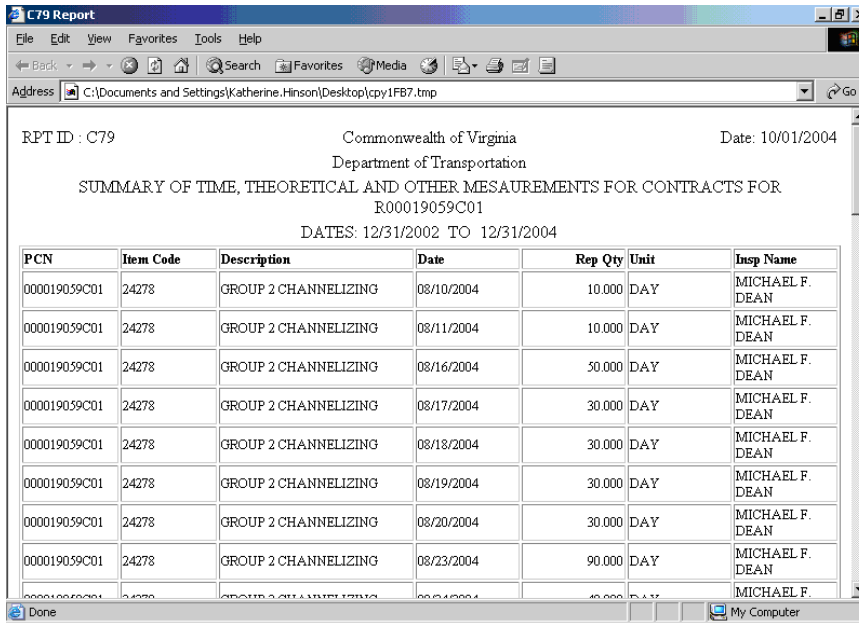 C79 Report
File Edit View Favorites Tools Help
Back Search Favorites Media
Address C:\Documents and Settings\Katherine.Hinson\Desktop\cpy1FB7.tmp Go
RPT ID : C79 Commonwealth of Virginia Date: 10/01/2004
Department of Transportation
SUMMARY OF TIME, THEORETICAL AND OTHER MESAUREMENTS FOR CONTRACTS FOR
R00019059C01
DATES: 12/31/2002 TO 12/31/2004
PCN Item Code Description Date Rep Qty Unit Insp Name
000019059C01 24278 GROUP 2 CHANNELIZING 08/10/2004 10.000 DAY MICHAEL F.
DEAN
000019059C01 24278 GROUP 2 CHANNELIZING 08/11/2004 10.000 DAY MICHAEL F.
DEAN
000019059C01 24278 GROUP 2 CHANNELIZING 08/16/2004 50.000 DAY MICHAEL F.
DEAN
000019059C01 24278 GROUP 2 CHANNELIZING 08/17/2004 30.000 DAY MICHAEL F.
DEAN
000019059C01 24278 GROUP 2 CHANNELIZING 08/18/2004 30.000 DAY MICHAEL F.
DEAN
000019059C01 24278 GROUP 2 CHANNELIZING 08/19/2004 30.000 DAY MICHAEL F.
DEAN
000019059C01 24278 GROUP 2 CHANNELIZING 08/20/2004 30.000 DAY MICHAEL F.
DEAN
000019059C01 24278 GROUP 2 CHANNELIZING 08/23/2004 90.000 DAY MICHAEL F.
DEAN
MICHAEL F.
Done My Computer